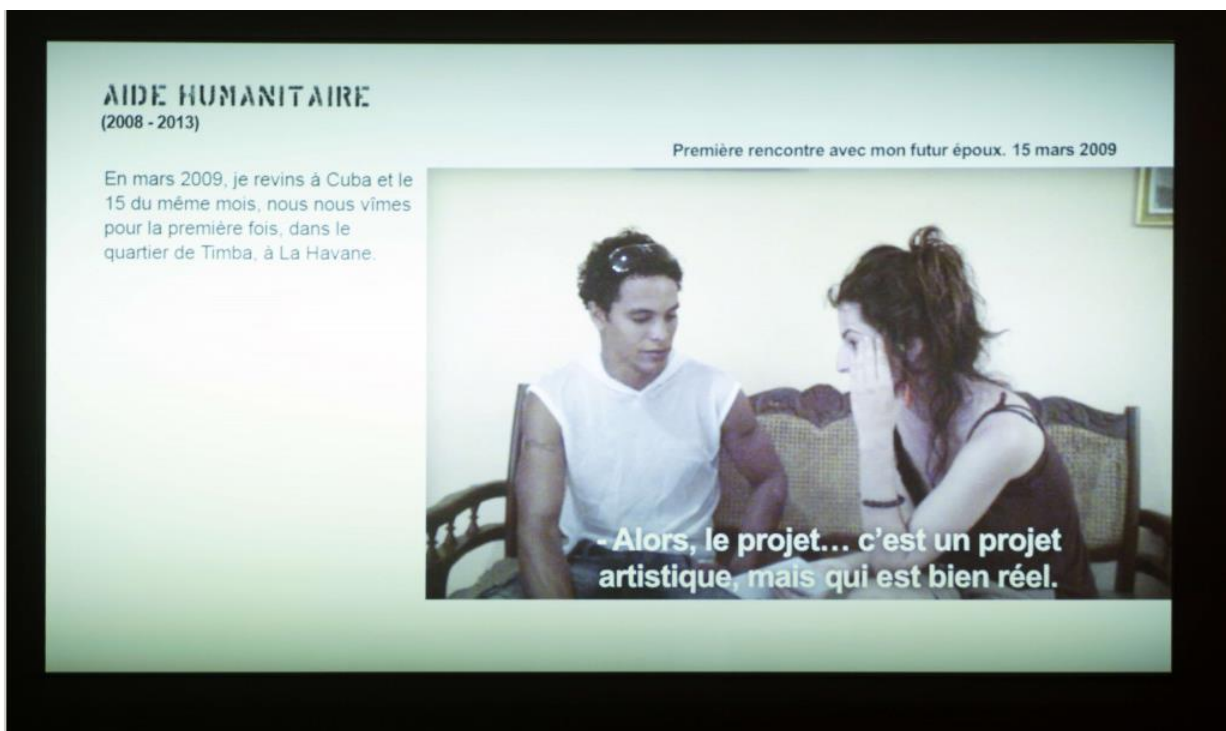 AIDE HUMANITAIRE
(2008 - 2013)
Première rencontre avec mon futur époux. 15 mars 2009
En mars 2009, je revins à Cuba et le
15 du même mois, nous nous vîmes
pour la première fois, dans le
quartier de Timba, à La Havane.
- Alors, le projet... c'est un projet
artistique, mais qui est bien réel.